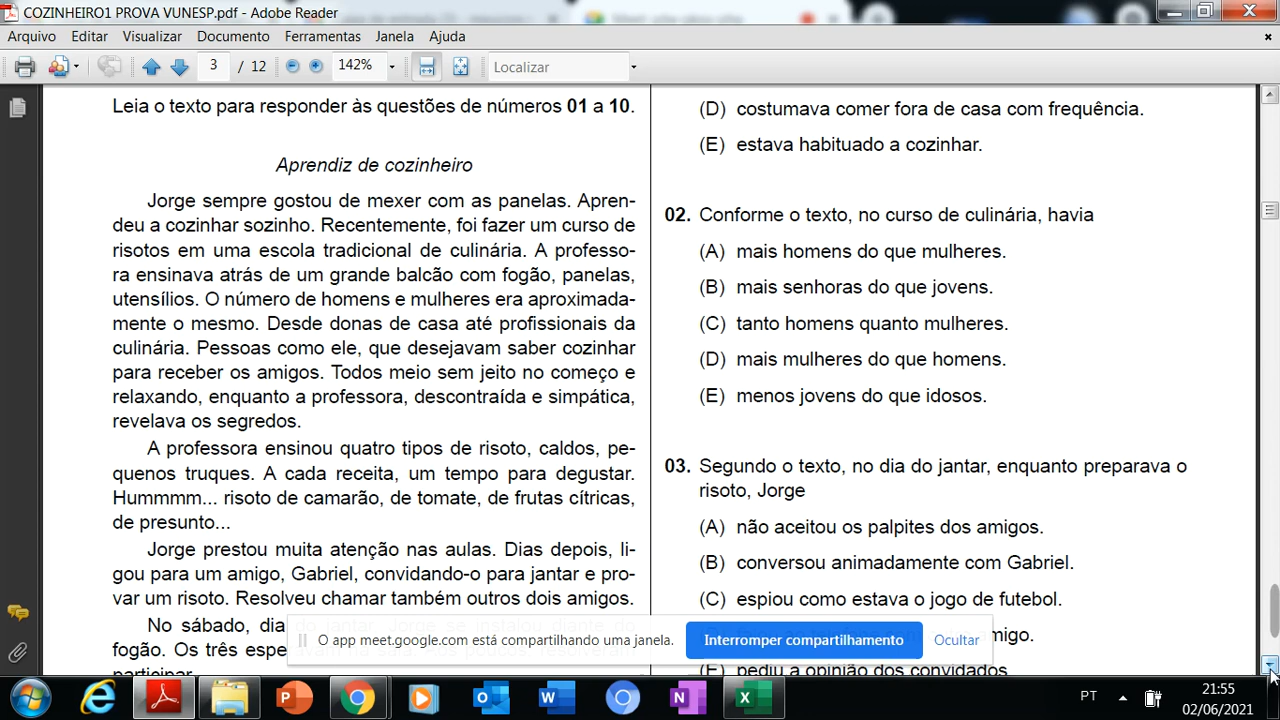 COZINHEIRO1 PROVA VUNESP.pdf - Adobe Reader
Arquivo Editar Visualizar Documento Ferramentas Janela Ajuda
3 / 12 142% Localizar
Leia o texto para responder às questões de números 01 a 10.
Aprendiz de cozinheiro
Jorge sempre gostou de mexer com as panelas. Apren-
deu a cozinhar sozinho. Recentemente, foi fazer um curso de
risotos em uma escola tradicional de culinária. A professo-
ra ensinava atrás de um grande balcão com fogão, panelas,
utensílios. O número de homens e mulheres era aproximada-
mente o mesmo. Desde donas de casa até profissionais da
culinária. Pessoas como ele, que desejavam saber cozinhar
para receber os amigos. Todos meio sem jeito no começo e
relaxando, enquanto a professora, descontraída e simpática,
revelava os segredos.
A professora ensinou quatro tipos de risoto, caldos, pe-
quenos truques. A cada receita, um tempo para degustar.
Hummmm... risoto de camarão, de tomate, de frutas cítricas,
de presunto...
Jorge prestou muita atenção nas aulas. Dias depois, li-
gou para um amigo, Gabriel, convidando-o para jantar e pro-
var um risoto. Resolveu chamar também outros dois amigos.
No sábado, dia
fogão. Os três
participar
(D) costumava comer fora de casa com frequência.
(E) estava habituado a cozinhar.
02. Conforme o texto, no curso de culinária, havia
(A) mais homens do que mulheres.
(B) mais senhoras do que jovens.
(C) tanto homens quanto mulheres.
(D) mais mulheres do que homens.
(E) menos jovens do que idosos.
03. Segundo o texto, no dia do jantar, enquanto preparava o
risoto, Jorge
(A) não aceitou os palpites dos amigos.
(B) conversou animadamente com Gabriel.
(C) espiou como estava o jogo de futebol.
migo.
(E) pediu a opinião dos convidados
O app meet.google.com está compartilhando uma janela. Interromper compartilhamento Ocultar
PT 21:55
02/06/2021